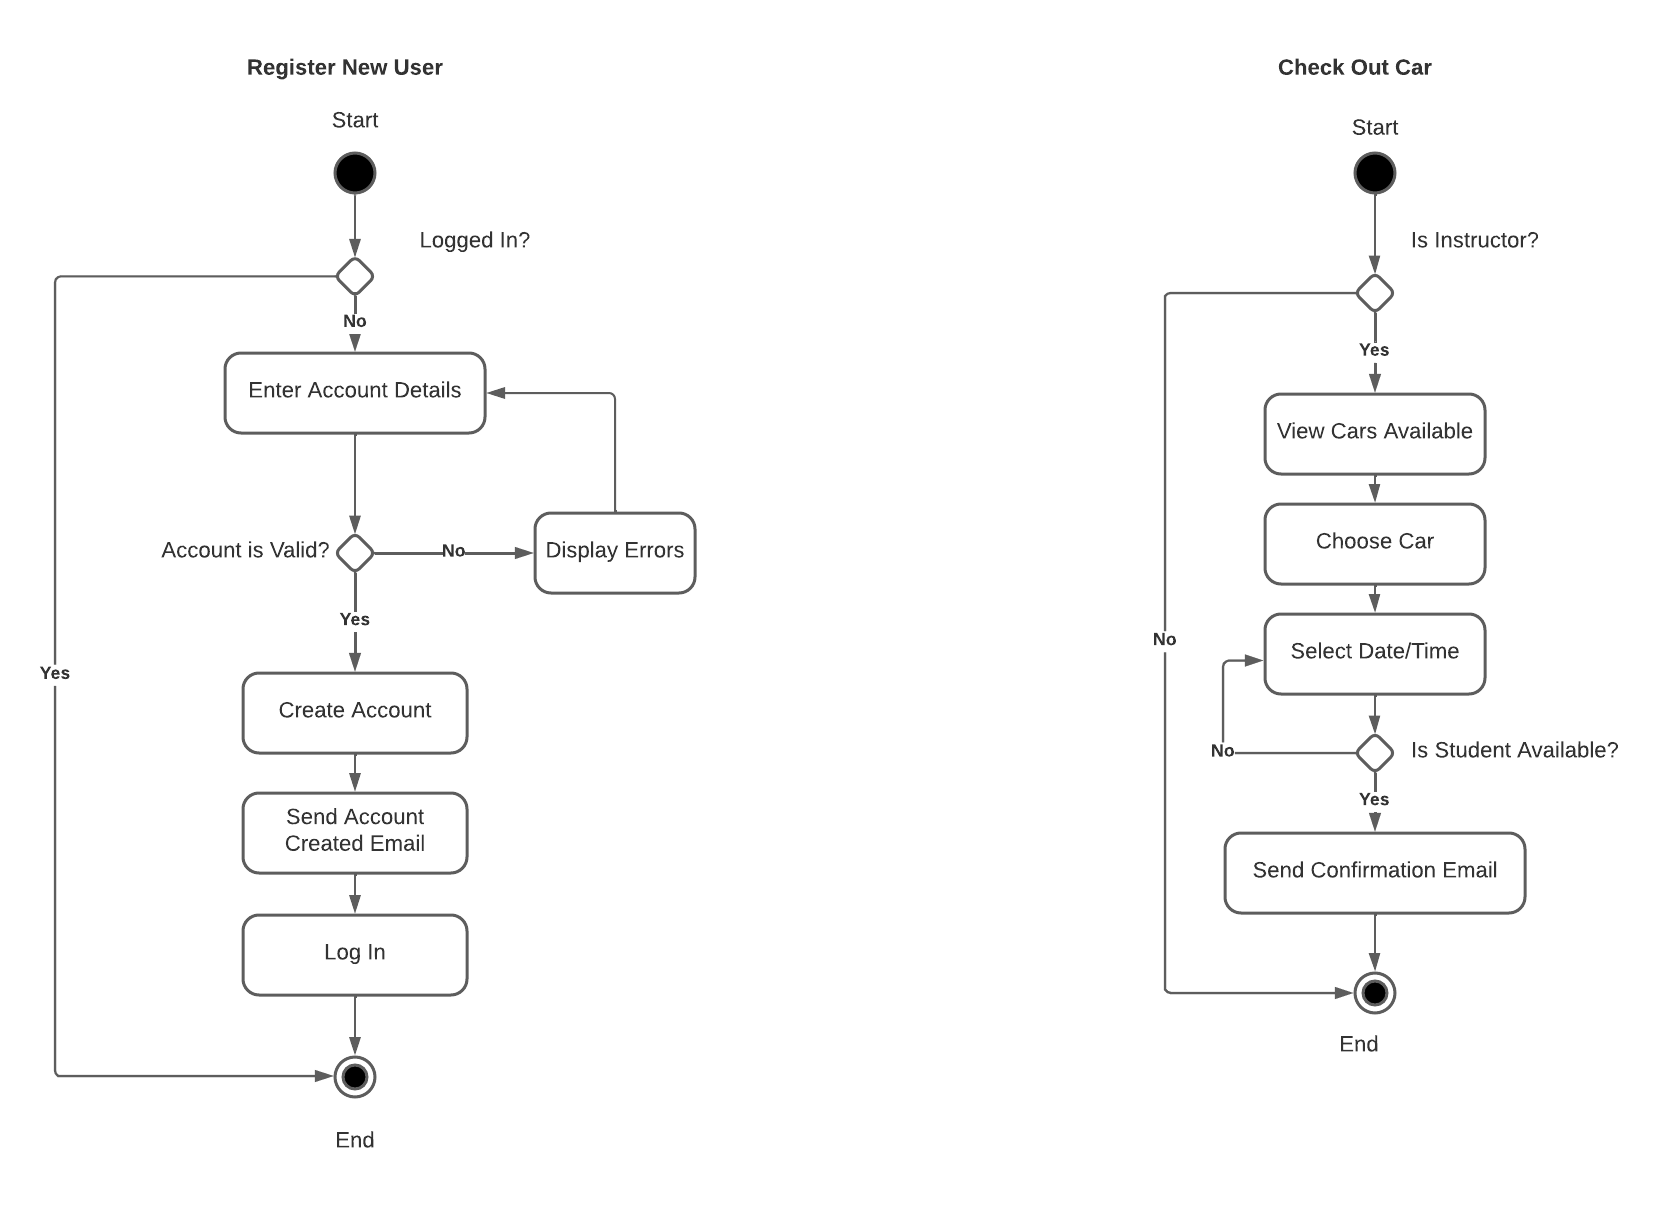 Register New User
Start
Logged In?
No
Enter Account Details
Account is Valid?
No
Display Errors
Yes
Yes
Create Account
Send Account
Created Email
Log In
End
Check Out Car
Start
Is Instructor?
Yes
View Cars Available
Choose Car
No
Select Date/Time
No
Is Student Available?
Yes
Send Confirmation Email
End